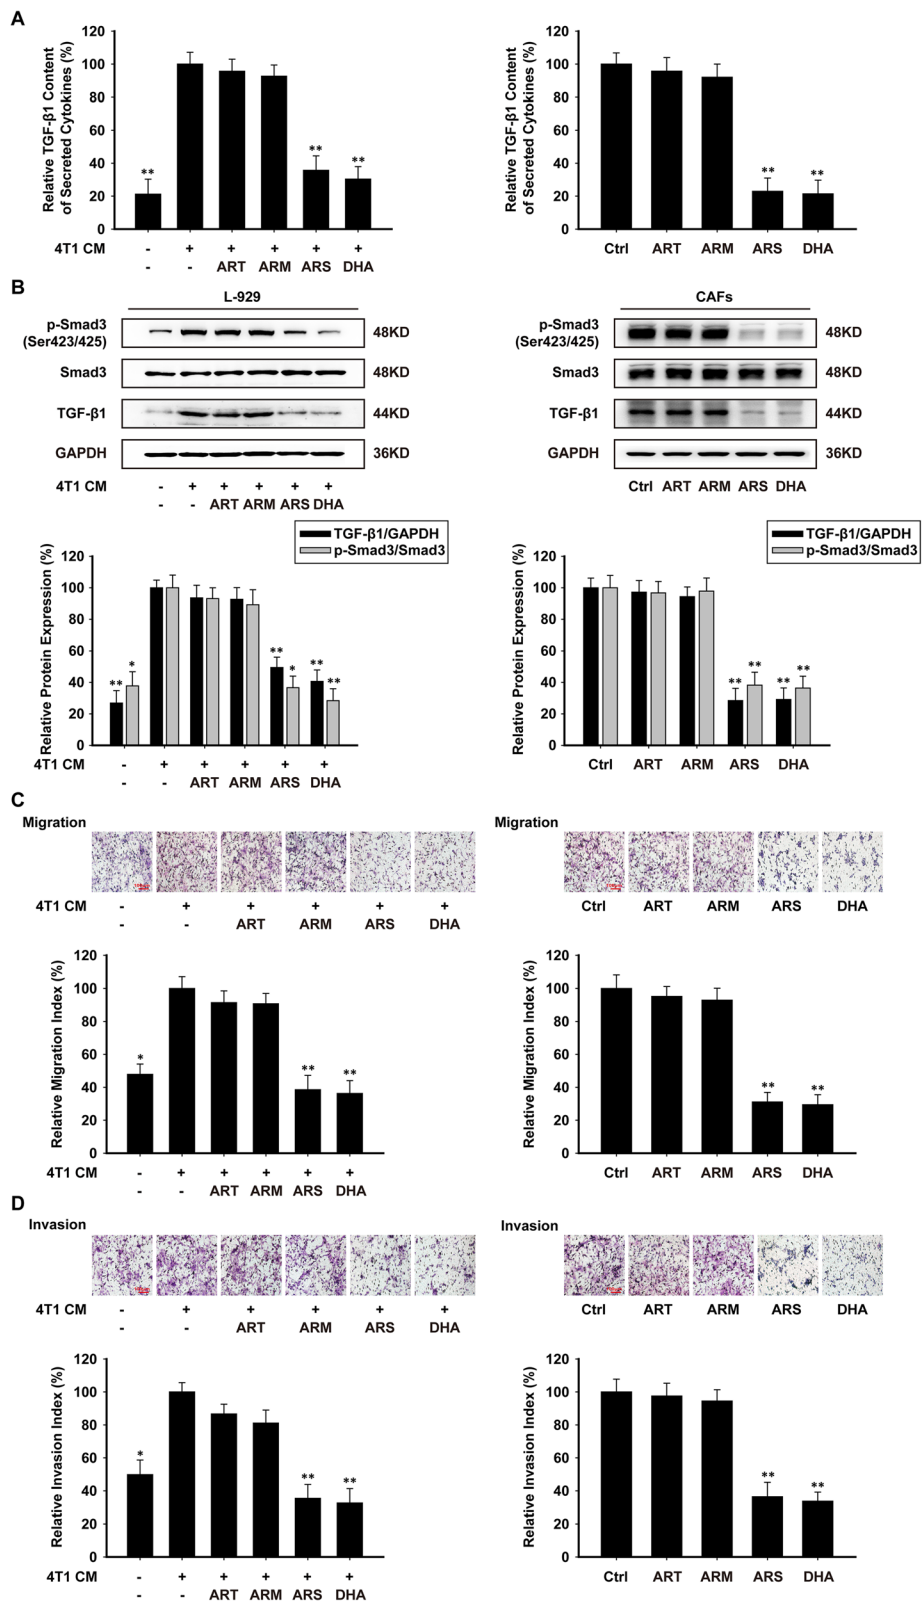 A
Relative TGF-β1 Content
of Secreted Cytokines (%)
120
100
80
60
40
20
0
**
**
**
4T1 CM - + + + + +
- - ART ARM ARS DHA
Relative TGF-β1 Content
of Secreted Cytokines (%)
120
100
80
60
40
20
0
**
**
Ctrl ART ARM ARS DHA
B
L-929
p-Smad3
(Ser423/425)
48KD
Smad3
48KD
TGF-β1
44KD
GAPDH
36KD
4T1 CM - + + + + +
- - ART ARM ARS DHA
CAFs
p-Smad3
(Ser423/425)
48KD
Smad3
48KD
TGF-β1
44KD
GAPDH
36KD
Ctrl ART ARM ARS DHA
TGF-β1/GAPDH
p-Smad3/Smad3
Relative Protein Expression (%)
120
100
80
60
40
20
0
**
*
**
*
**
**
4T1 CM - + + + + +
- - ART ARM ARS DHA
TGF-β1/GAPDH
p-Smad3/Smad3
Relative Protein Expression (%)
120
100
80
60
40
20
0
**
**
**
**
Ctrl ART ARM ARS DHA
C
Migration
4T1 CM - + + + + +
- - ART ARM ARS DHA
Migration
Ctrl ART ARM ARS DHA
Relative Migration Index (%)
120
100
80
60
40
20
0
*
**
**
4T1 CM - + + + + +
- - ART ARM ARS DHA
Relative Migration Index (%)
120
100
80
60
40
20
0
**
**
Ctrl ART ARM ARS DHA
D
Invasion
4T1 CM - + + + + +
- - ART ARM ARS DHA
Invasion
Ctrl ART ARM ARS DHA
Relative Invasion Index (%)
120
100
80
60
40
20
0
*
**
**
4T1 CM - + + + + +
- - ART ARM ARS DHA
Relative Invasion Index (%)
120
100
80
60
40
20
0
**
**
Ctrl ART ARM ARS DHA